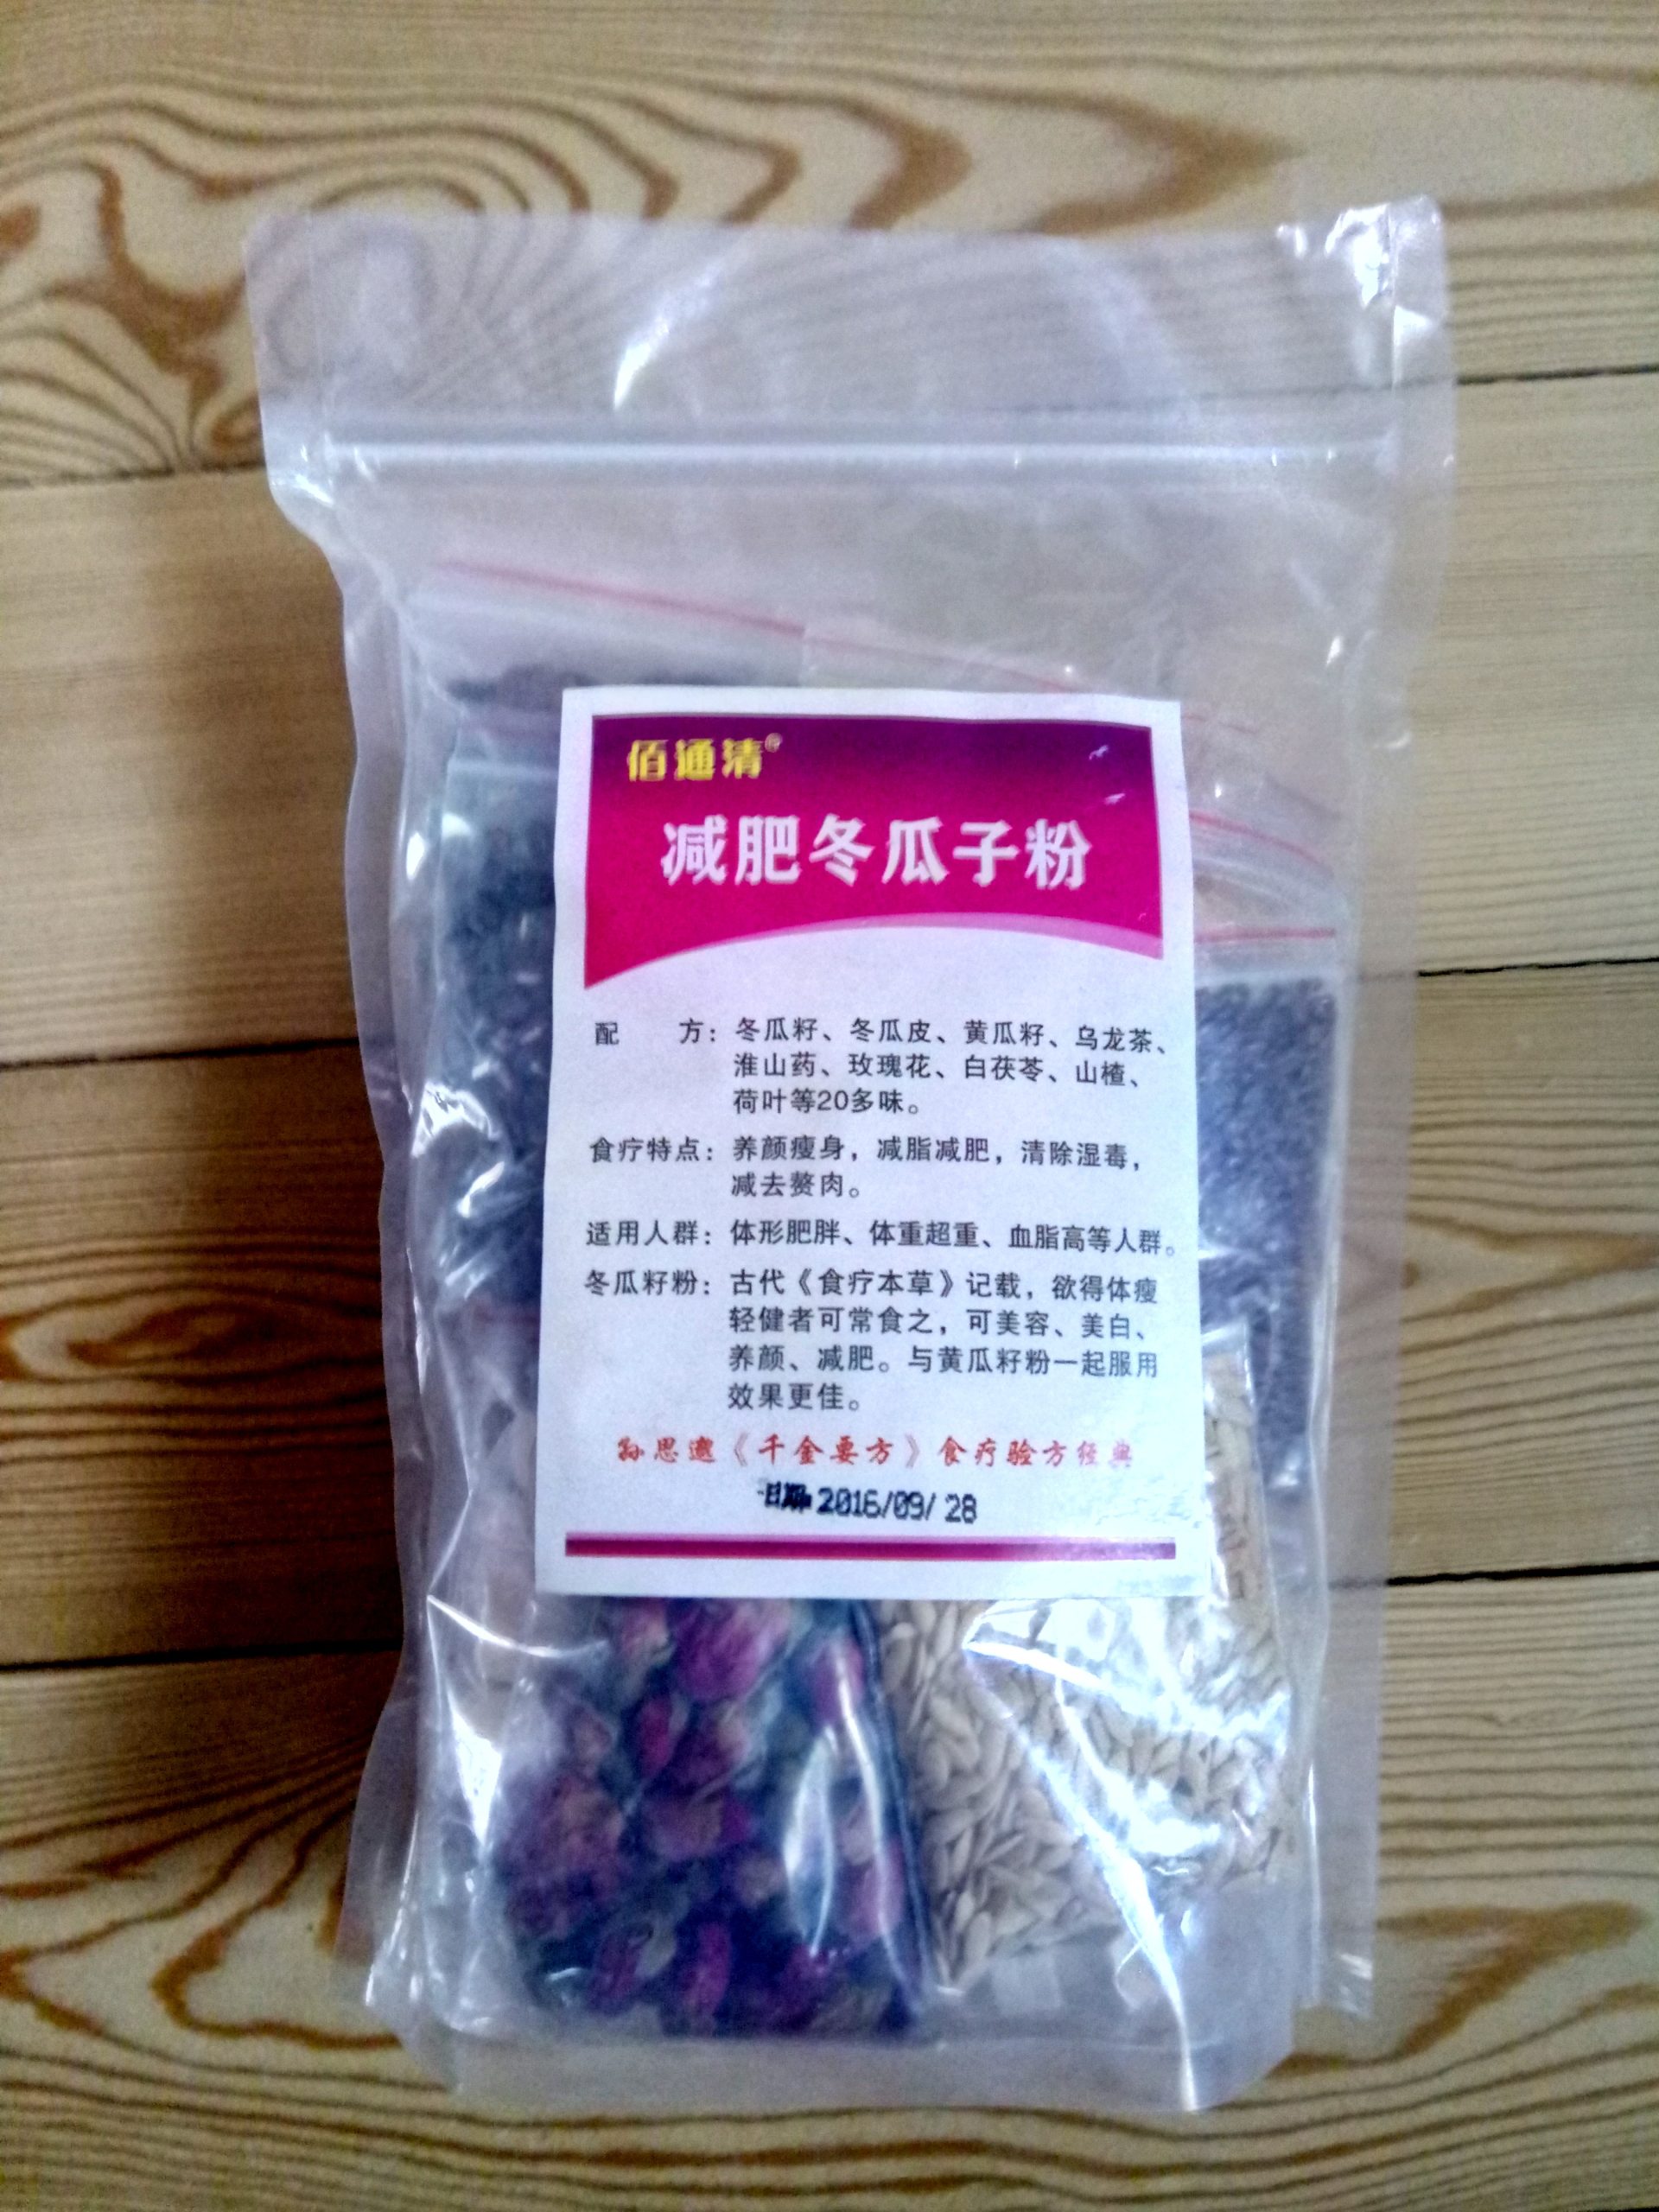 佰通清®
减肥冬瓜子粉
配 方：冬瓜籽、冬瓜皮、黄瓜籽、乌龙茶、
淮山药、玫瑰花、白茯苓、山楂、
荷叶等20多味。
食疗特点：养颜瘦身，减脂减肥，清除湿毒，
减去赘肉。
适用人群：体形肥胖、体重超重、血脂高等人群。
冬瓜籽粉：古代《食疗本草》记载，欲得体瘦
轻健者可常食之，可美容、美白、
养颜、减肥。与黄瓜籽粉一起服用
效果更佳。
孙思邈《千金要方》食疗验方经典
日期 2016/09/28